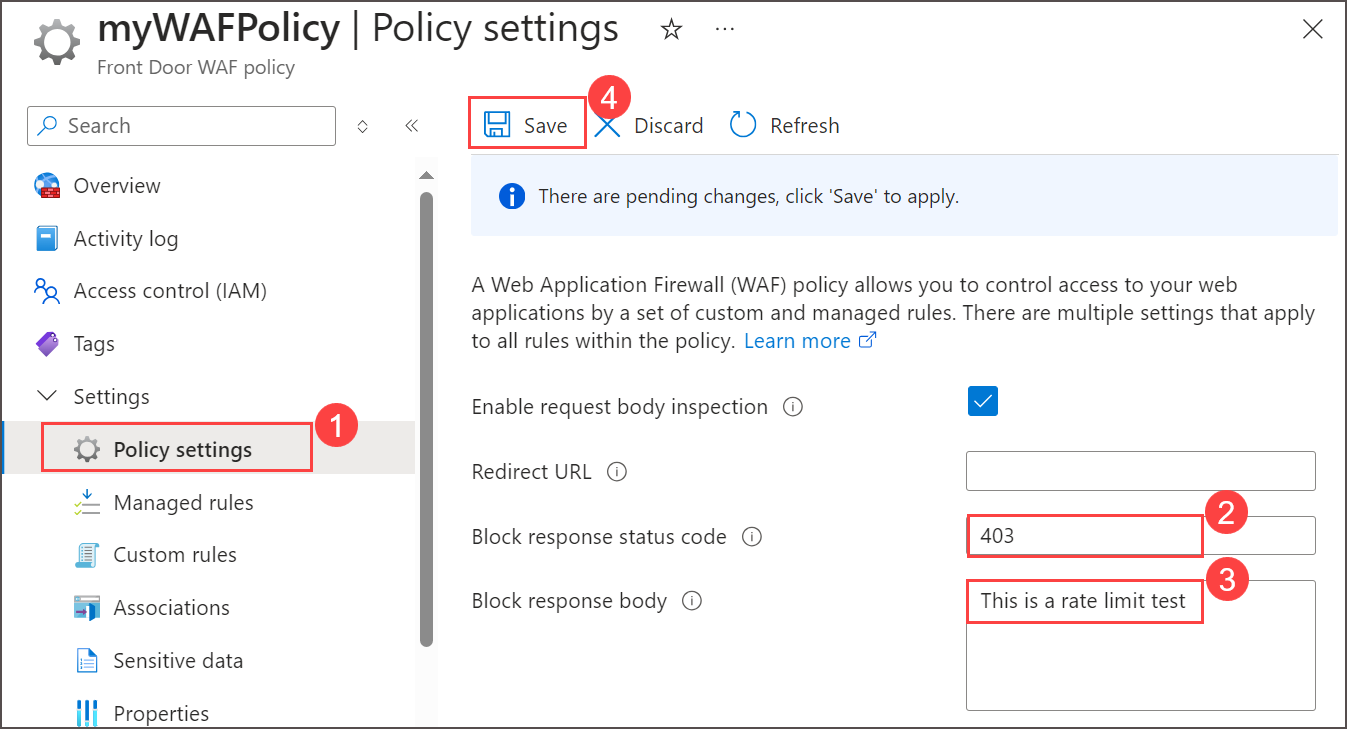 myWAFPolicy | Policy settings
Front Door WAF policy
Search
Overview
Activity log
Access control (IAM)
Tags
Settings
Policy settings
1
Managed rules
Custom rules
Associations
Sensitive data
Properties
Save
4
Discard
Refresh
There are pending changes, click 'Save' to apply.
A Web Application Firewall (WAF) policy allows you to control access to your web
applications by a set of custom and managed rules. There are multiple settings that apply
to all rules within the policy. Learn more
Enable request body inspection
Redirect URL
Block response status code
403
2
Block response body
This is a rate limit test
3